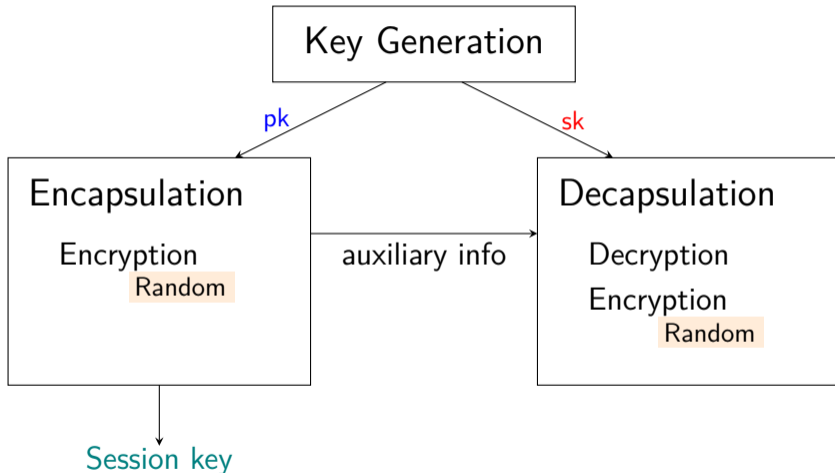 Key Generation
pk
sk
Encapsulation
Encryption
Random
auxiliary info
Decapsulation
Decryption
Encryption
Random
Session key